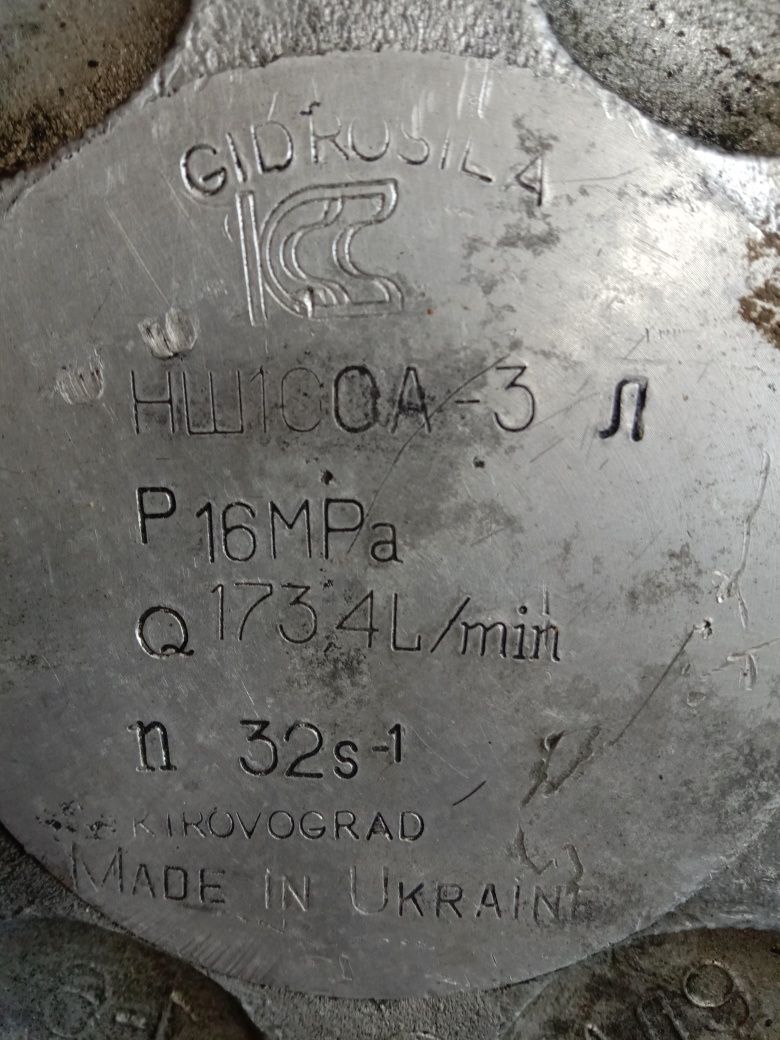 GIDROSILA
НШ100А-3 Л
P 16MPa
Q 173.4L/min
n 32s-1
KIROVOGRAD
MADE IN UKRAINE